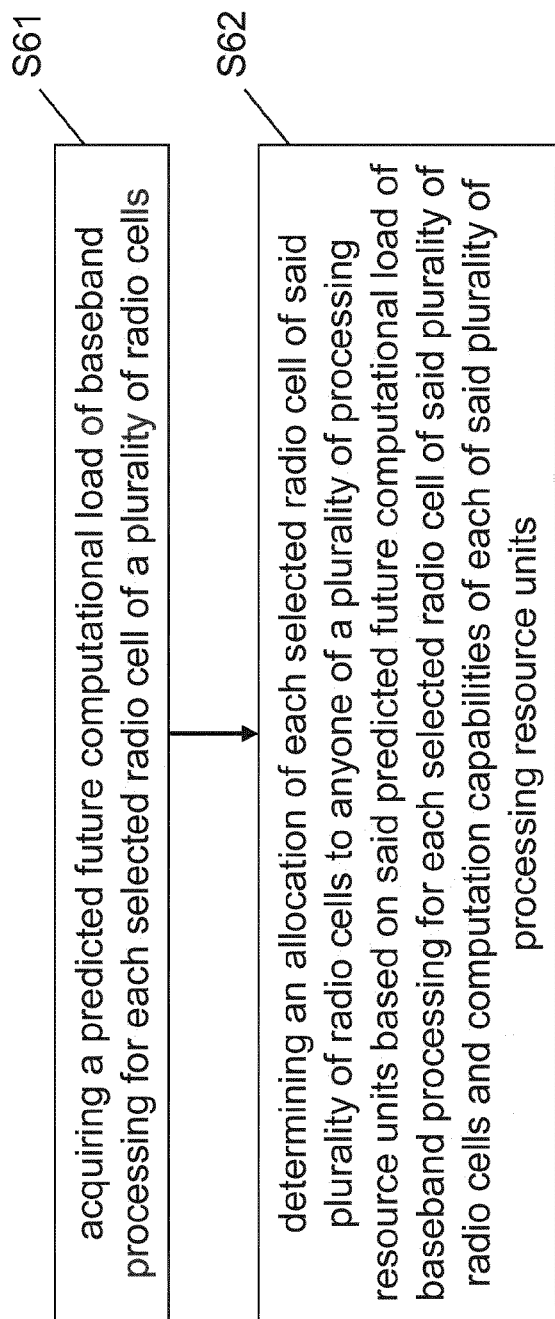 S61
acquiring a predicted future computational load of baseband
processing for each selected radio cell of a plurality of radio cells
S62
determining an allocation of each selected radio cell of said
plurality of radio cells to anyone of a plurality of processing
resource units based on said predicted future computational load of
baseband processing for each selected radio cell of said plurality of
radio cells and computation capabilities of each of said plurality of
processing resource units